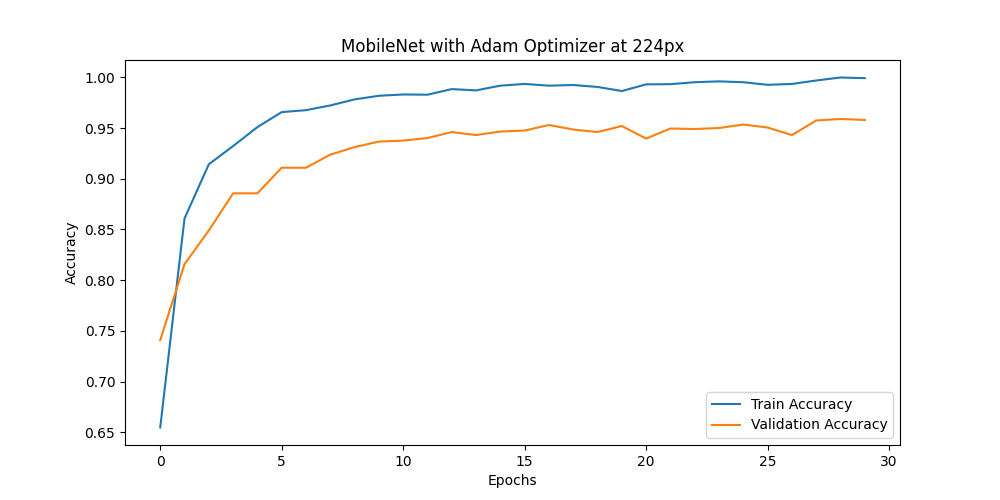 MobileNet with Adam Optimizer at 224px
1.00
0.95
0.90
0.85
0.80
0.75
0.70
0.65
Accuracy
0 5 10 15 20 25 30
Epochs
Train Accuracy
Validation Accuracy